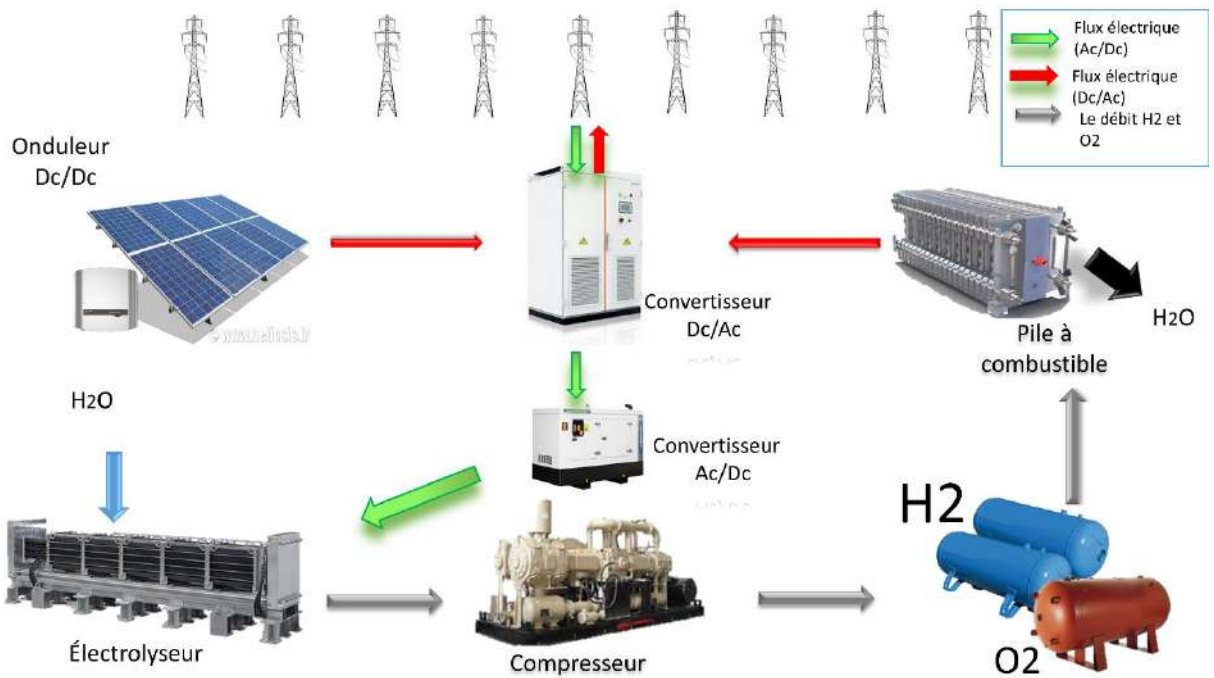 Flux électrique
(Ac/Dc)
Flux électrique
(Dc/Ac)
Le débit H2 et
O2
Onduleur
Dc/Dc
Convertisseur
Dc/Ac
H2O
Pile à
combustible
H2O
Convertisseur
Ac/Dc
H2
Électrolyseur
Compresseur
O2